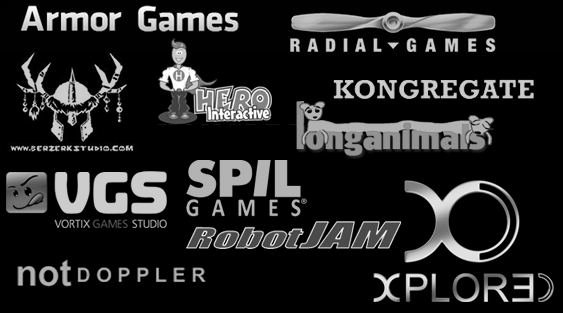 Armor Games
RADIAL GAMES
HERO
Interactive
KONGREGATE
www.BERZERKSTUDIO.com
longanimals
VGS
VORTIX GAMES STUDIO
SPIL
GAMES®
RobotJAM
notDOPPLER
XPLORED